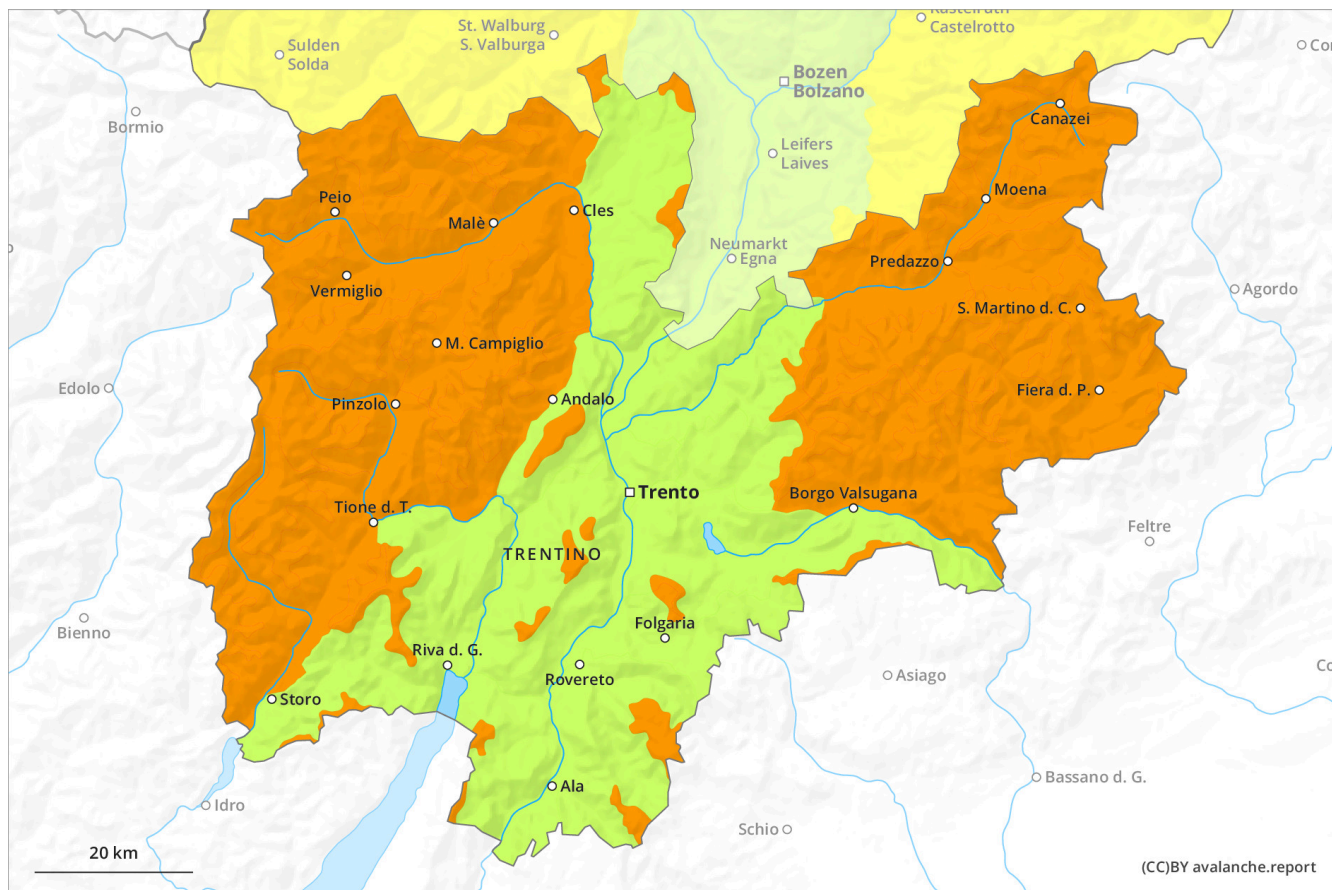 Kastelruth
Castelrotto
St. Walburg
S. Valburga
Sulden
Solda
Bozen
Bolzano
Bormio
Canazei
Leifers
Laives
Moena
Peio
Malè
Cles
Neumarkt
Egna
Predazzo
Vermiglio
Agordo
S. Martino d. C.
M. Campiglio
Edolo
Pinzolo
Andalo
Fiera d. P.
Trento
Borgo Valsugana
Tione d. T.
Feltre
TRENTINO
Bienno
Folgaria
Riva d. G.
Rovereto
Asiago
Storo
Ala
Bassano d. G.
Idro
Schio
20 km
(CC)BY avalanche.report